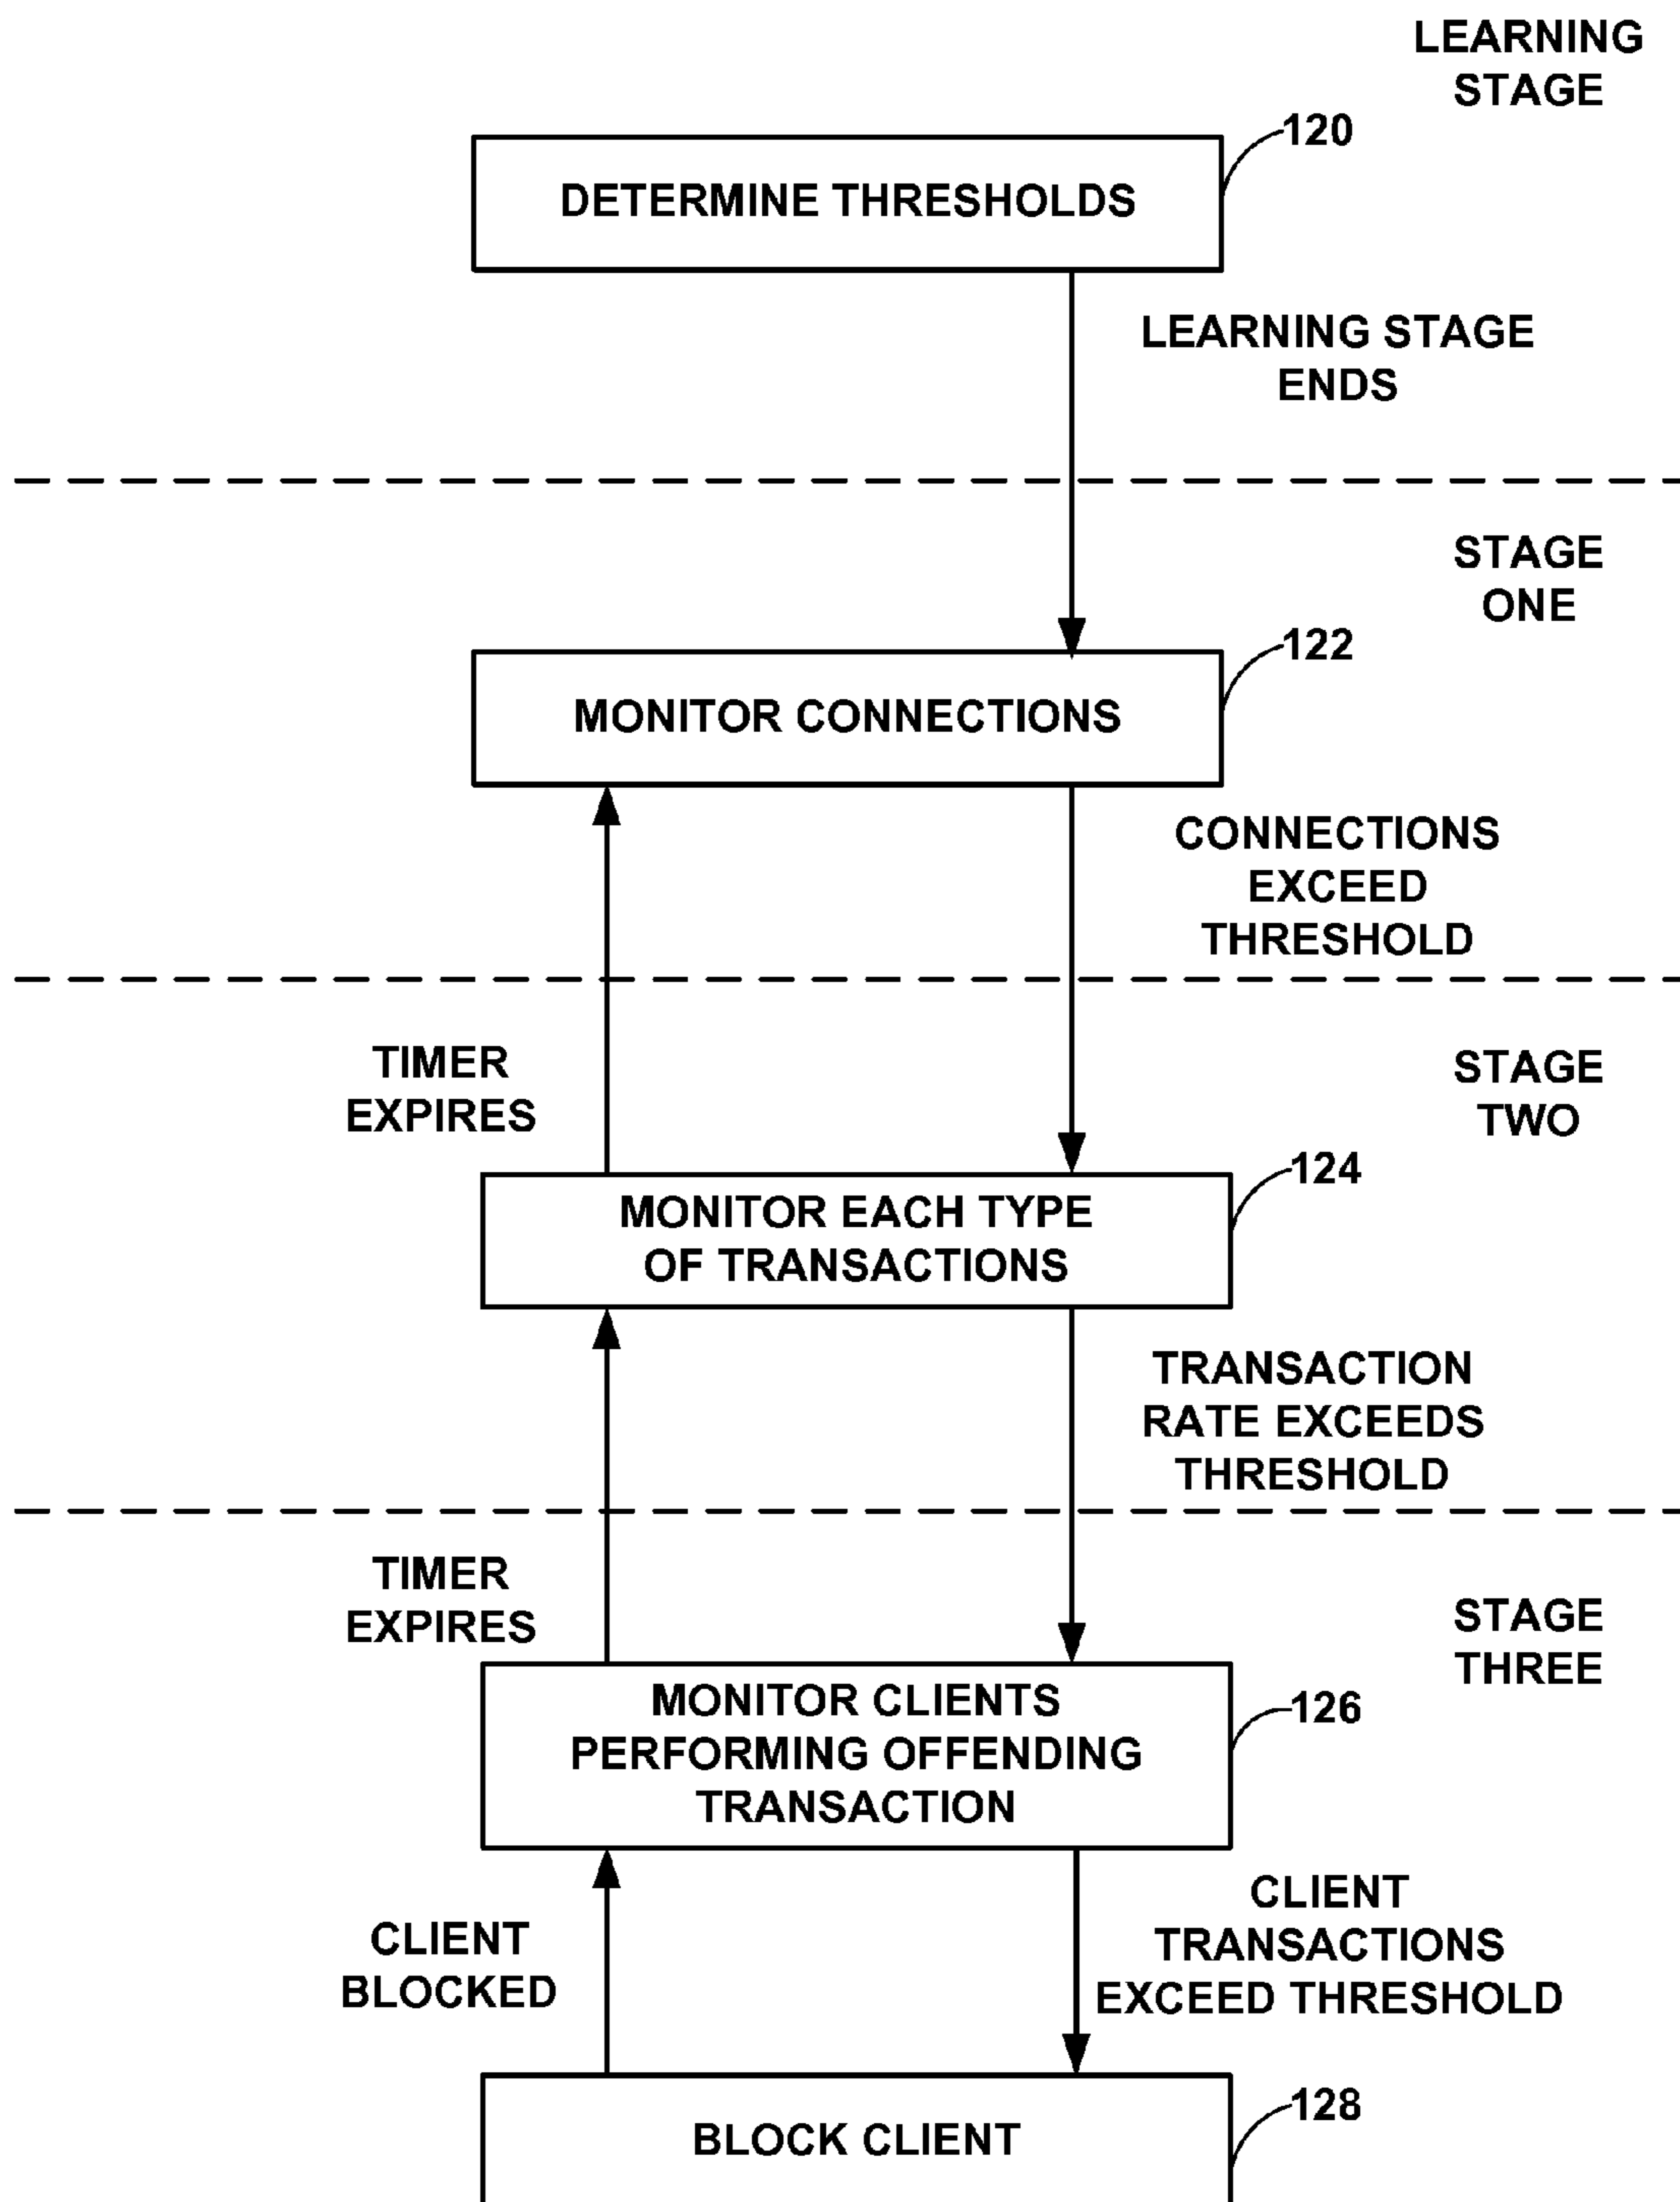 LEARNING
STAGE
120
DETERMINE THRESHOLDS
LEARNING STAGE
ENDS
STAGE
ONE
122
MONITOR CONNECTIONS
CONNECTIONS
EXCEED
THRESHOLD
TIMER
EXPIRES
STAGE
TWO
124
MONITOR EACH TYPE
OF TRANSACTIONS
TRANSACTION
RATE EXCEEDS
THRESHOLD
TIMER
EXPIRES
STAGE
THREE
126
MONITOR CLIENTS
PERFORMING OFFENDING
TRANSACTION
CLIENT
BLOCKED
CLIENT
TRANSACTIONS
EXCEED THRESHOLD
128
BLOCK CLIENT